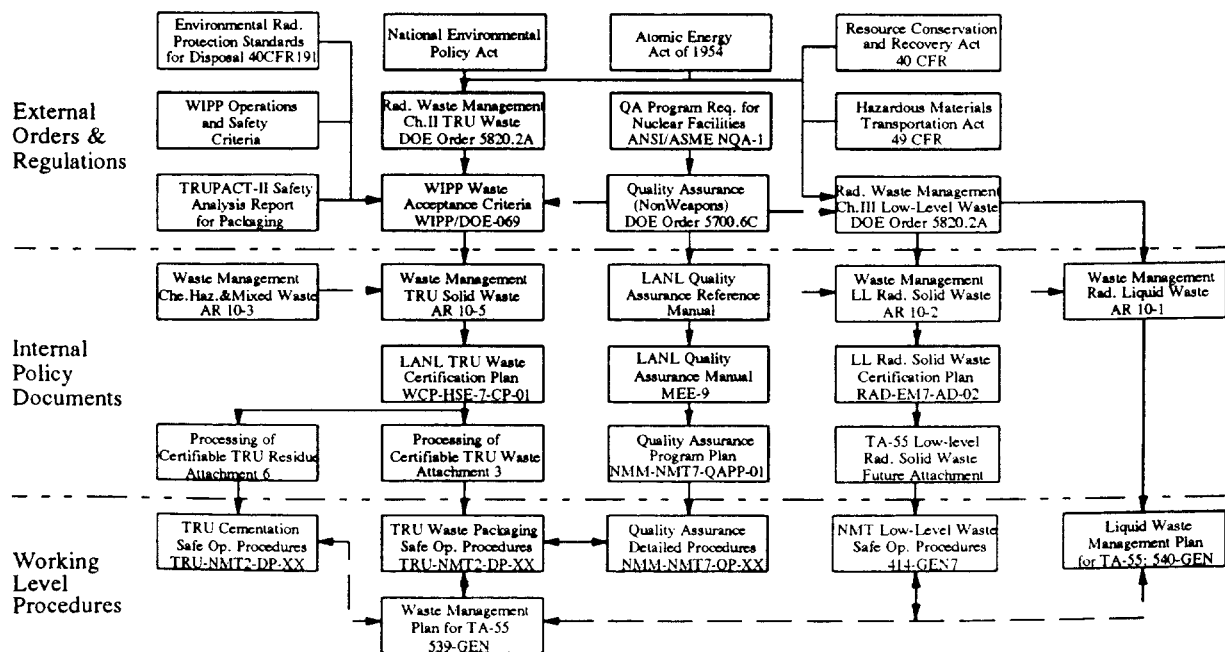 External
Orders &
Regulations
Environmental Rad.
Protection Standards
for Disposal 40CFR191
National Environmental
Policy Act
Atomic Energy
Act of 1954
Resource Conservation
and Recovery Act
40 CFR
WIPP Operations
and Safety
Criteria
Rad. Waste Management
Ch.II TRU Waste
DOE Order 5820.2A
QA Program Req. for
Nuclear Facilities
ANSI/ASME NQA-1
Hazardous Materials
Transportation Act
49 CFR
TRUPACT-II Safety
Analysis Report
for Packaging
WIPP Waste
Acceptance Criteria
WIPP/DOE-069
Quality Assurance
(NonWeapons)
DOE Order 5700.6C
Rad. Waste Management
Ch.III Low-Level Waste
DOE Order 5820.2A
Internal
Policy
Documents
Waste Management
Che.Haz.&Mixed Waste
AR 10-3
Waste Management
TRU Solid Waste
AR 10-5
LANL Quality
Assurance Reference
Manual
Waste Management
LL Rad. Solid Waste
AR 10-2
Waste Management
Rad. Liquid Waste
AR 10-1
LANL TRU Waste
Certification Plan
WCP-HSE-7-CP-01
LANL Quality
Assurance Manual
MEE-9
LL Rad. Solid Waste
Certification Plan
RAD-EM7-AD-02
Processing of
Certifiable TRU Residue
Attachment 6
Processing of
Certifiable TRU Waste
Attachment 3
Quality Assurance
Program Plan
NMM-NMT7-QAPP-01
TA-55 Low-level
Rad. Solid Waste
Future Attachment
Working
Level
Procedures
TRU Cementation
Safe Op. Procedures
TRU-NMT2-DP-XX
TRU Waste Packaging
Safe Op. Procedures
TRU-NMT2-DP-XX
Quality Assurance
Detailed Procedures
NMM-NMT7-OP-XX
NMT Low-Level Waste
Safe Op. Procedures
414-GEN7
Liquid Waste
Management Plan
for TA-55: 540-GEN
Waste Management
Plan for TA-55
539-GEN